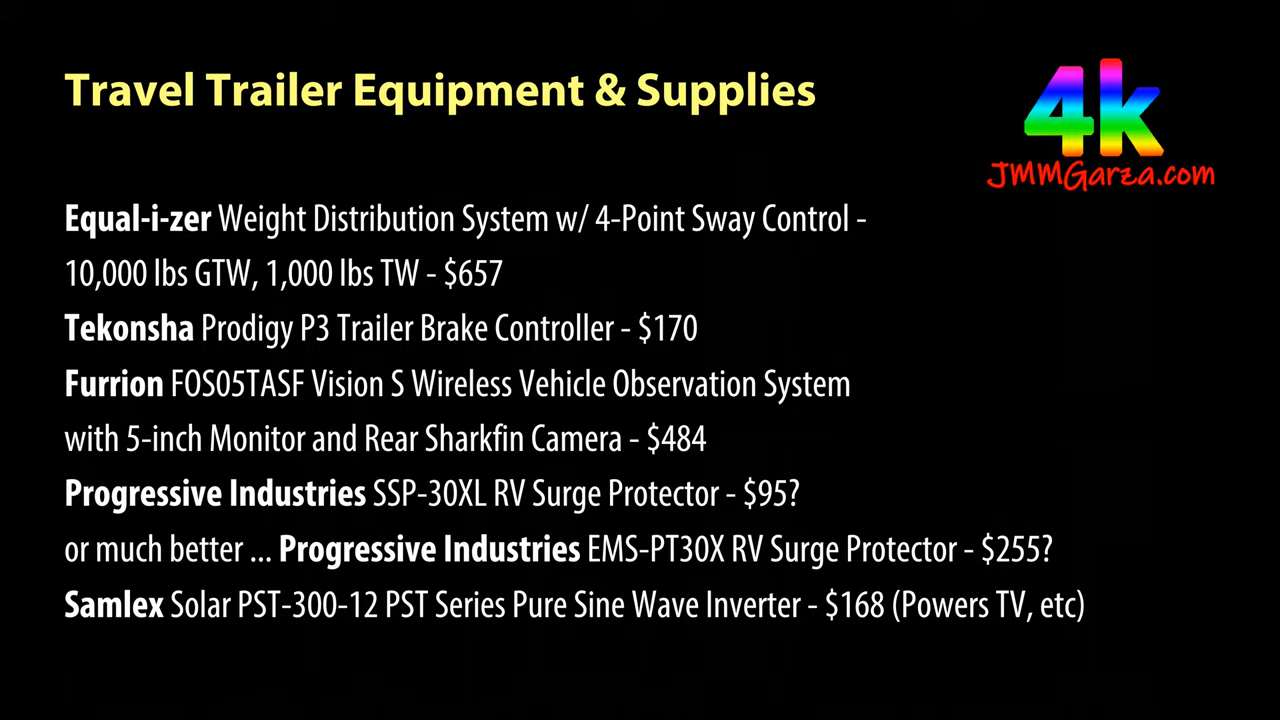 Travel Trailer Equipment & Supplies
4k
JMMGarza.com
Equal-i-zer Weight Distribution System w/ 4-Point Sway Control -
10,000 lbs GTW, 1,000 lbs TW - $657
Tekonsha Prodigy P3 Trailer Brake Controller - $170
Furrion FOS05TASF Vision S Wireless Vehicle Observation System
with 5-inch Monitor and Rear Sharkfin Camera - $484
Progressive Industries SSP-30XL RV Surge Protector - $95?
or much better ... Progressive Industries EMS-PT30X RV Surge Protector - $255?
Samlex Solar PST-300-12 PST Series Pure Sine Wave Inverter - $168 (Powers TV, etc)